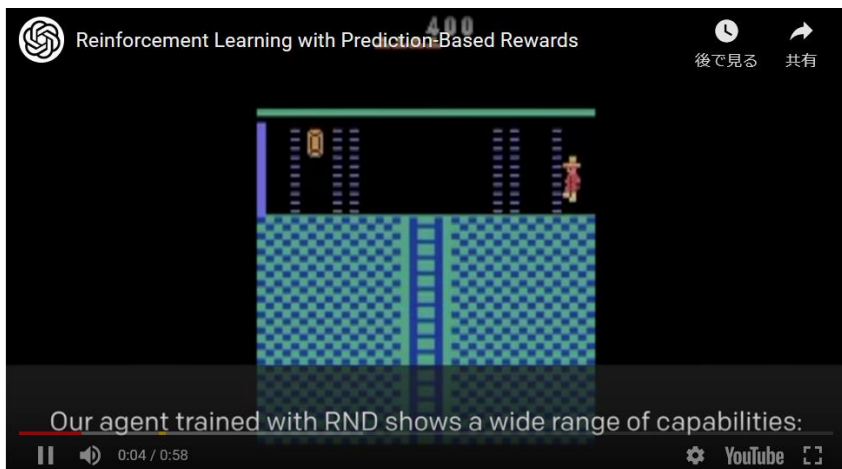 400
Reinforcement Learning with Prediction-Based Rewards
後で見る
共有
Our agent trained with RND shows a wide range of capabilities:
0:04 / 0:58
YouTube